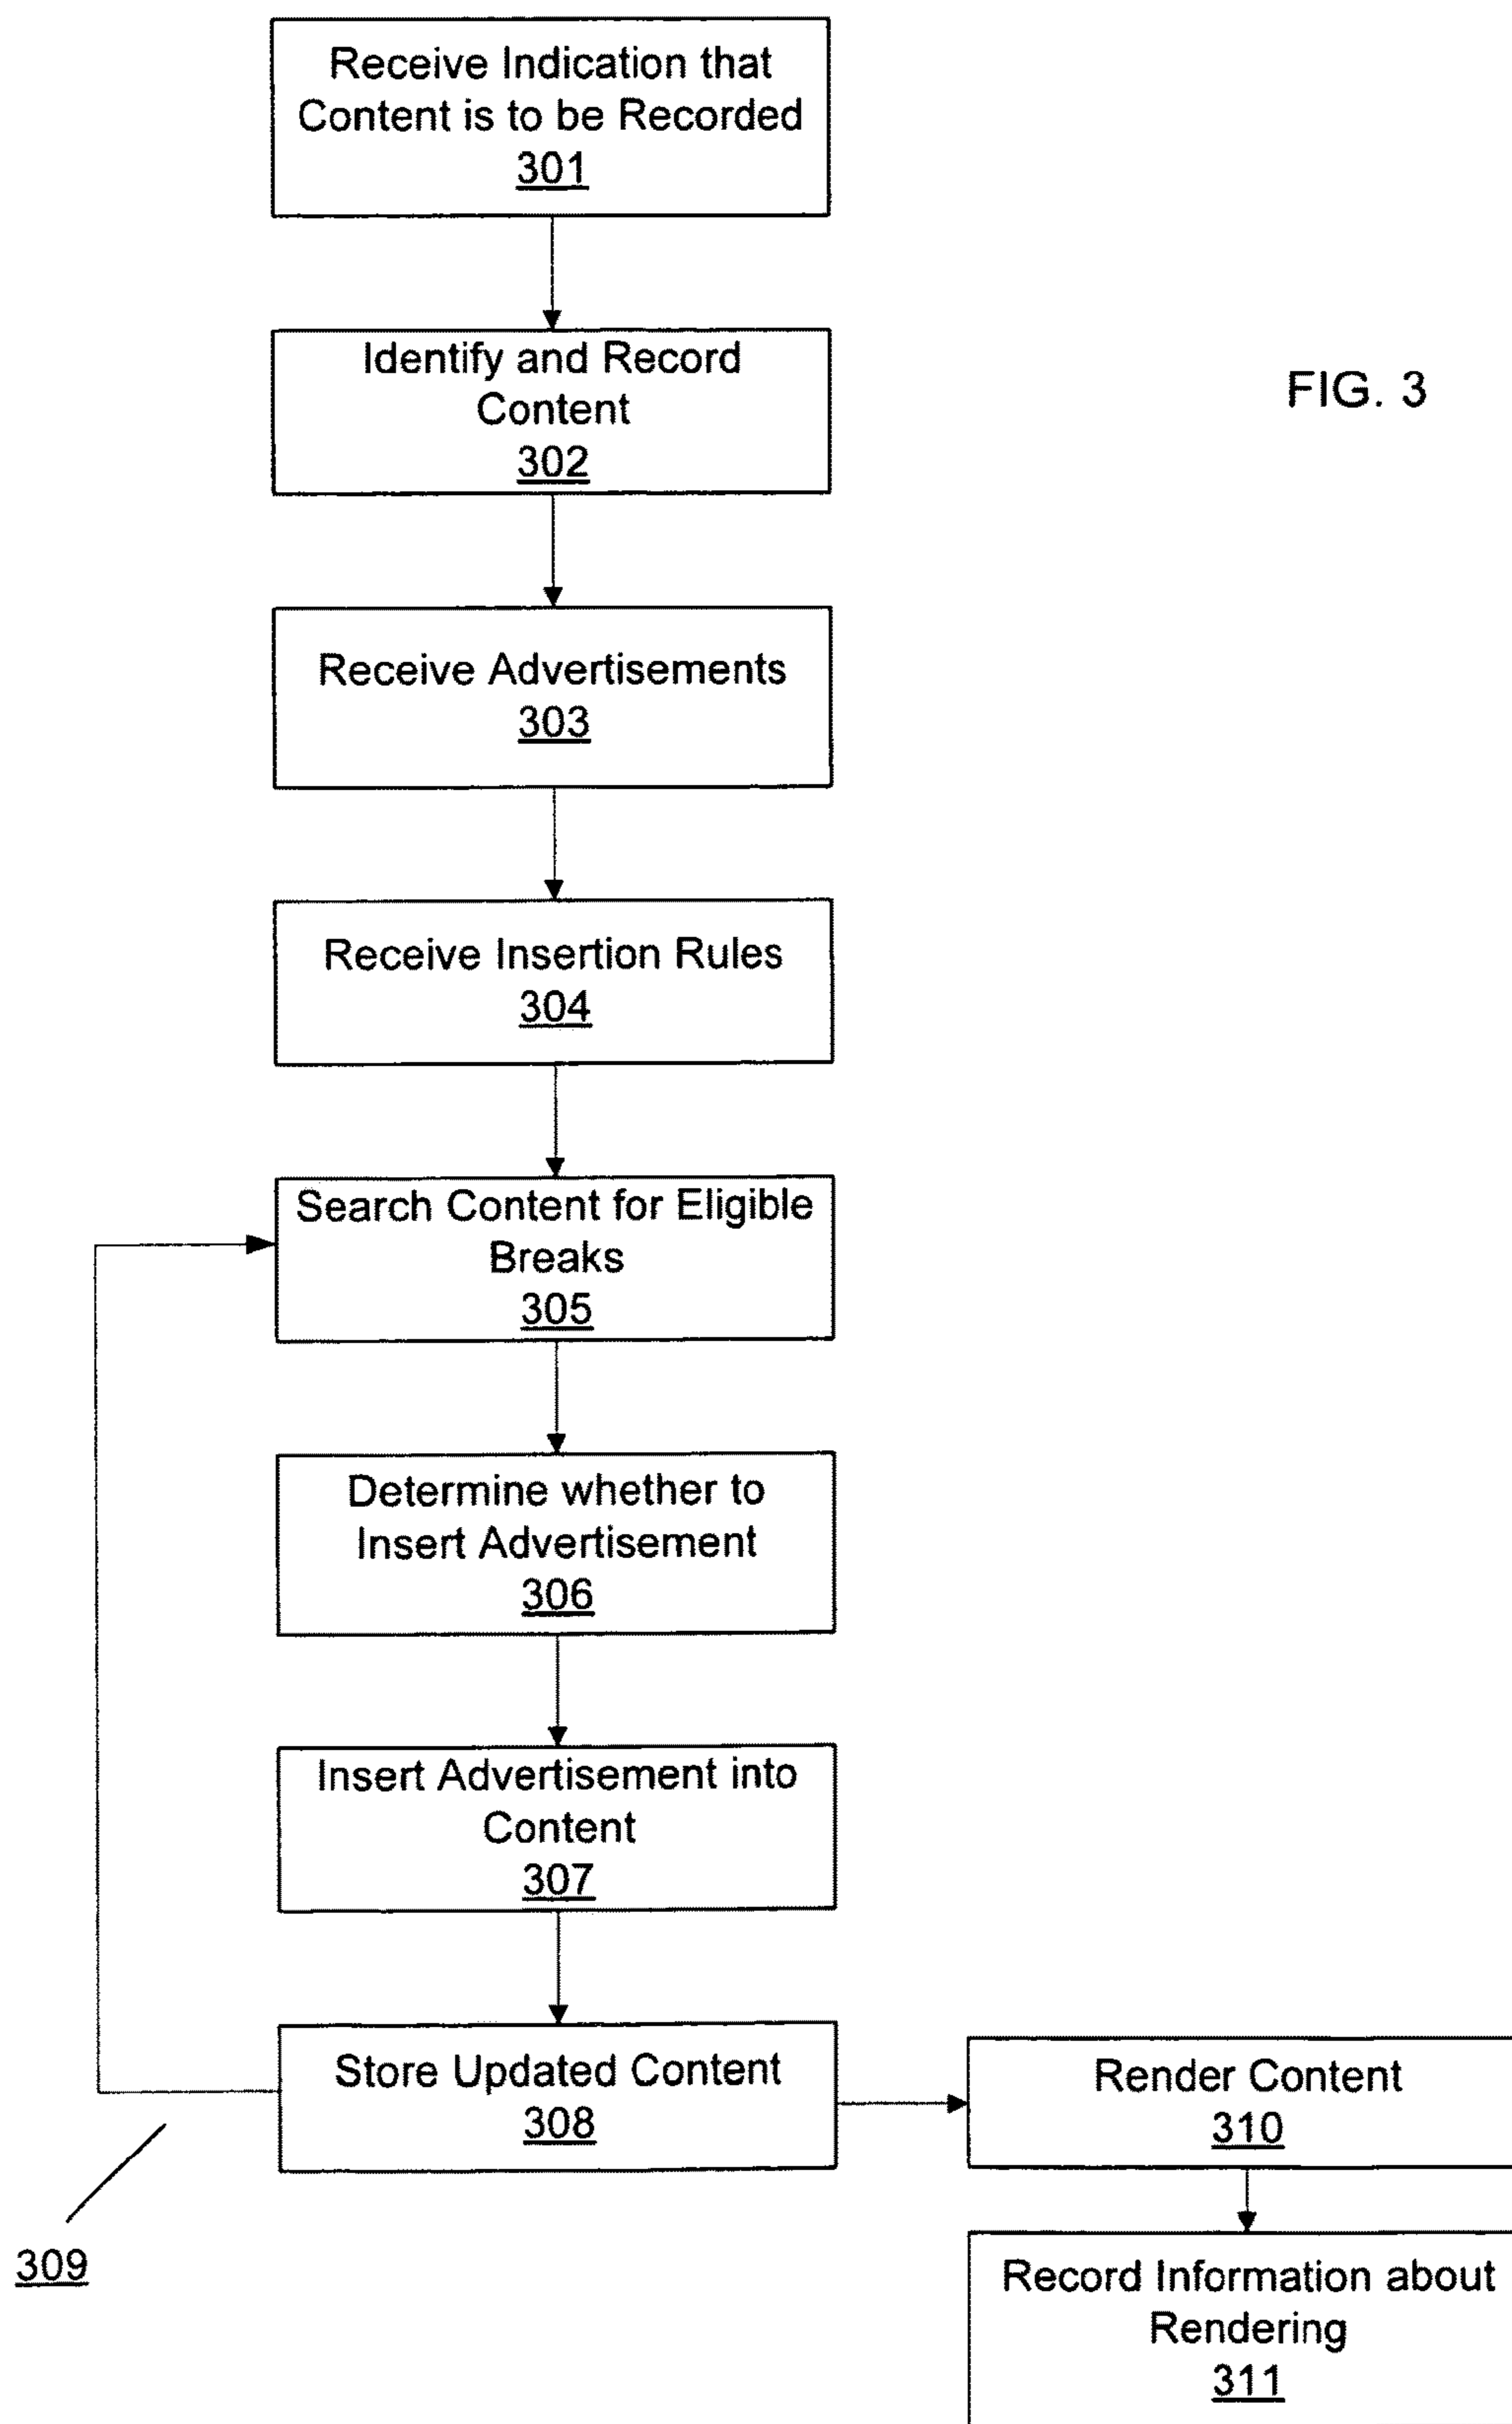 Receive Indication that
Content is to be Recorded
301
Identify and Record
Content
302
FIG. 3
Receive Advertisements
303
Receive Insertion Rules
304
Search Content for Eligible
Breaks
305
Determine whether to
Insert Advertisement
306
Insert Advertisement into
Content
307
Store Updated Content
308
Render Content
310
309
Record Information about
Rendering
311